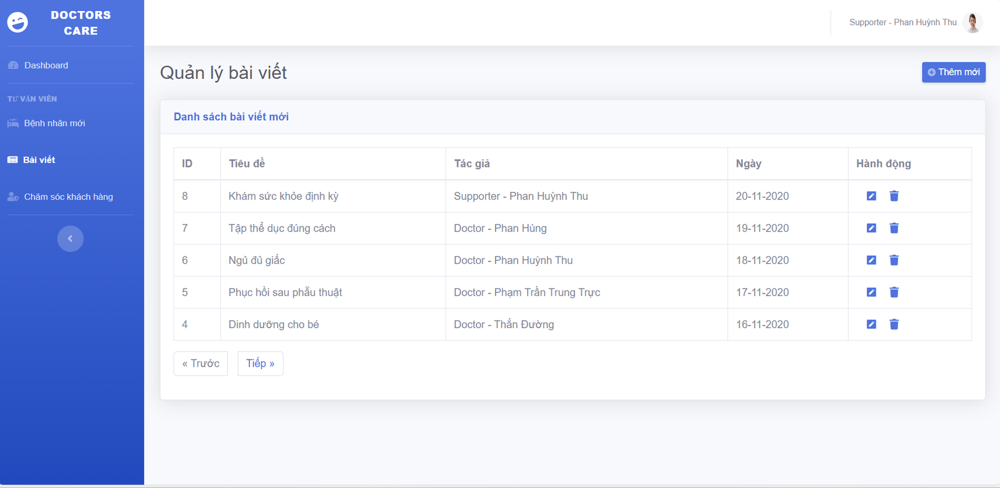 DOCTORS
CARE
Supporter - Phan Huỳnh Thu
Dashboard
TƯ VẤN VIÊN
Bệnh nhân mới
Bài viết
Chăm sóc khách hàng
Quản lý bài viết
Thêm mới
Danh sách bài viết mới
ID Tiêu đề Tác giả Ngày Hành động
8 Khám sức khỏe định kỳ Supporter - Phan Huỳnh Thu 20-11-2020
7 Tập thể dục đúng cách Doctor - Phan Hùng 19-11-2020
6 Ngủ đủ giấc Doctor - Phan Huỳnh Thu 18-11-2020
5 Phục hồi sau phẫu thuật Doctor - Phạm Trần Trung Trực 17-11-2020
4 Dinh dưỡng cho bé Doctor - Thắn Đường 16-11-2020
« Trước Tiếp »